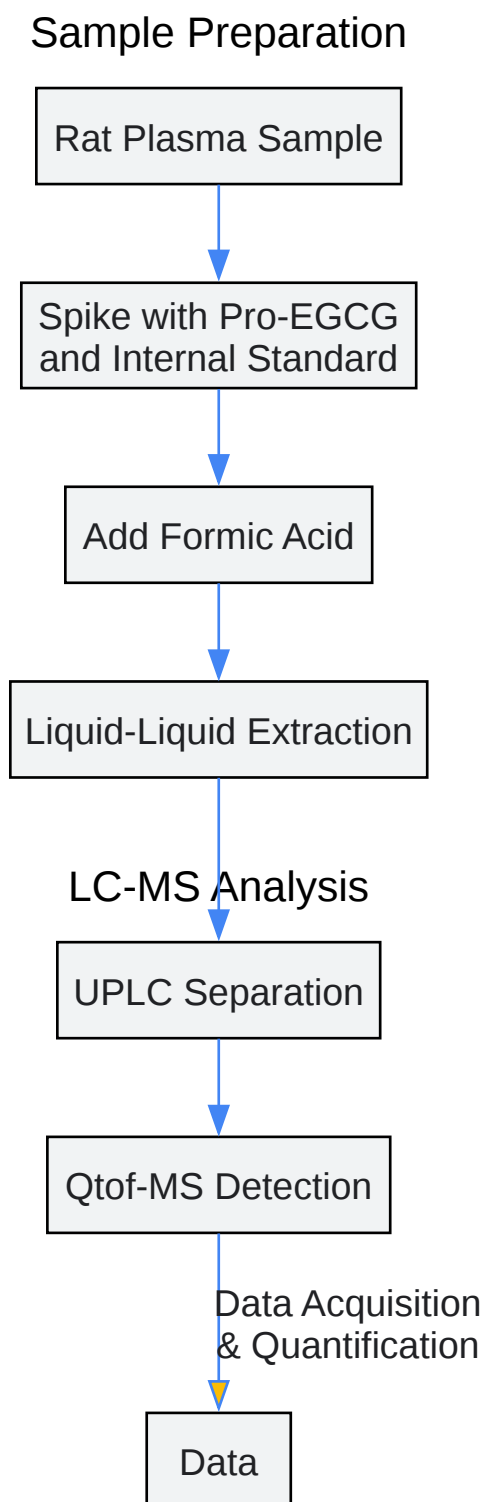 Sample Preparation
Rat Plasma Sample
Spike with Pro-EGCG
and Internal Standard
Add Formic Acid
Liquid-Liquid Extraction
LC-MS Analysis
UPLC Separation
Qtof-MS Detection
Data Acquisition
& Quantification
Data